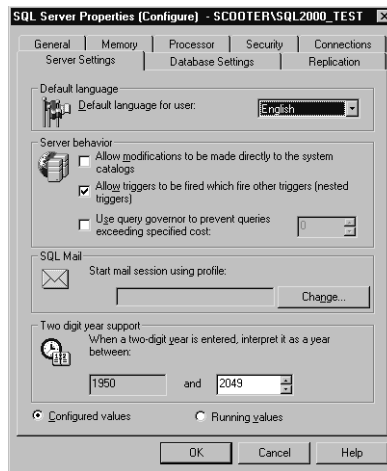 SQL Server Properties (Configure) - SCOOTER\SQL2000_TEST
General Memory Processor Security Connections
Server Settings Database Settings Replication
Default language
Default language for user: English
Server behavior
Allow modifications to be made directly to the system
catalogs
Allow triggers to be fired which fire other triggers (nested
triggers)
Use query governor to prevent queries
exceeding specified cost: 0
SQL Mail
Start mail session using profile:
Change...
Two digit year support
When a two-digit year is entered, interpret it as a year
between:
1950 and 2049
Configured values Running values
OK Cancel Help